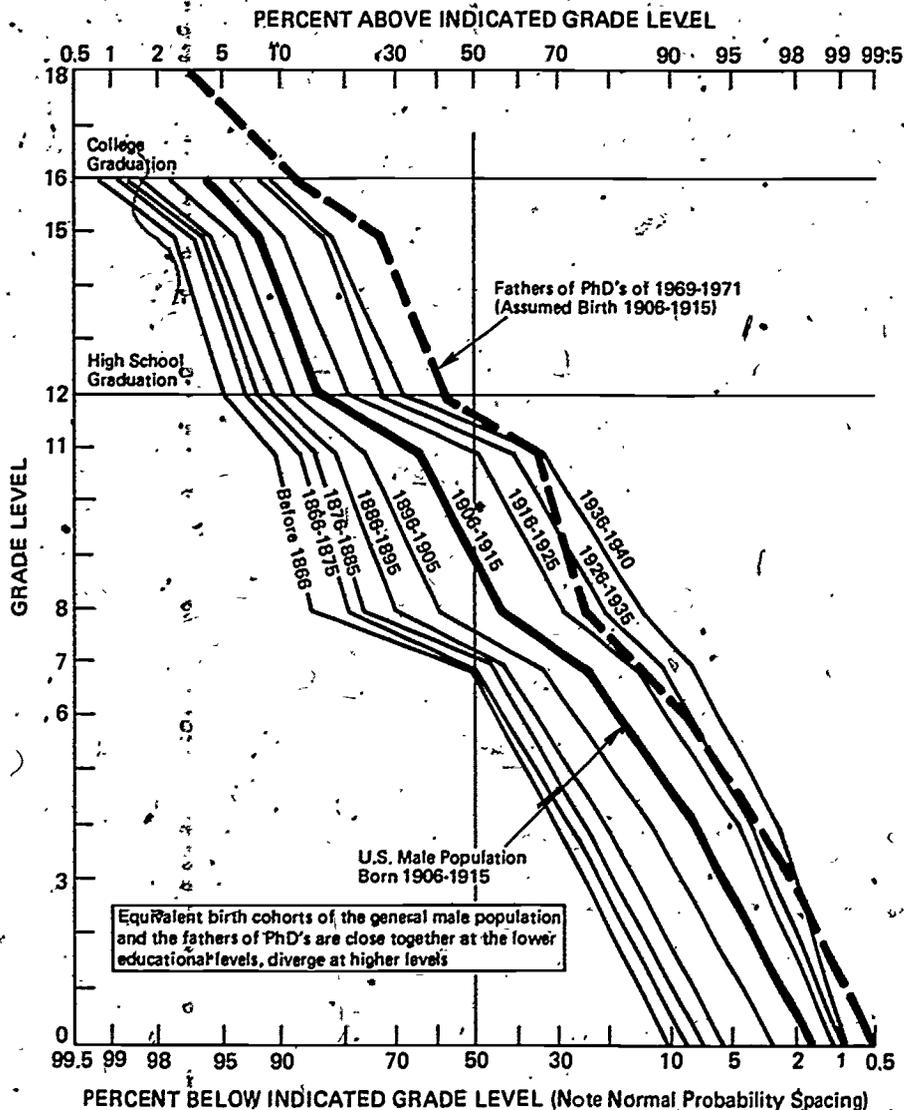 PERCENT ABOVE INDICATED GRADE LEVEL
0.5 1 2 5 10 30 50 70 90 95 98 99 99.5
18
College
Graduation
16
15
Fathers of PhD's of 1969-1971
(Assumed Birth 1906-1915)
High School
Graduation
12
11
GRADE LEVEL
Before 1866
1866-1875
1876-1885
1886-1895
1896-1905
1906-1915
1916-1925
1926-1935
1936-1940
8
7
6
U.S. Male Population
Born 1906-1915
3
Equivalent birth cohorts of the general male population
and the fathers of PhD's are close together at the lower
educational levels, diverge at higher levels
0
99.5 99 98 95 90 70 50 30 10 5 2 1 0.5
PERCENT BELOW INDICATED GRADE LEVEL (Note Normal Probability Spacing)